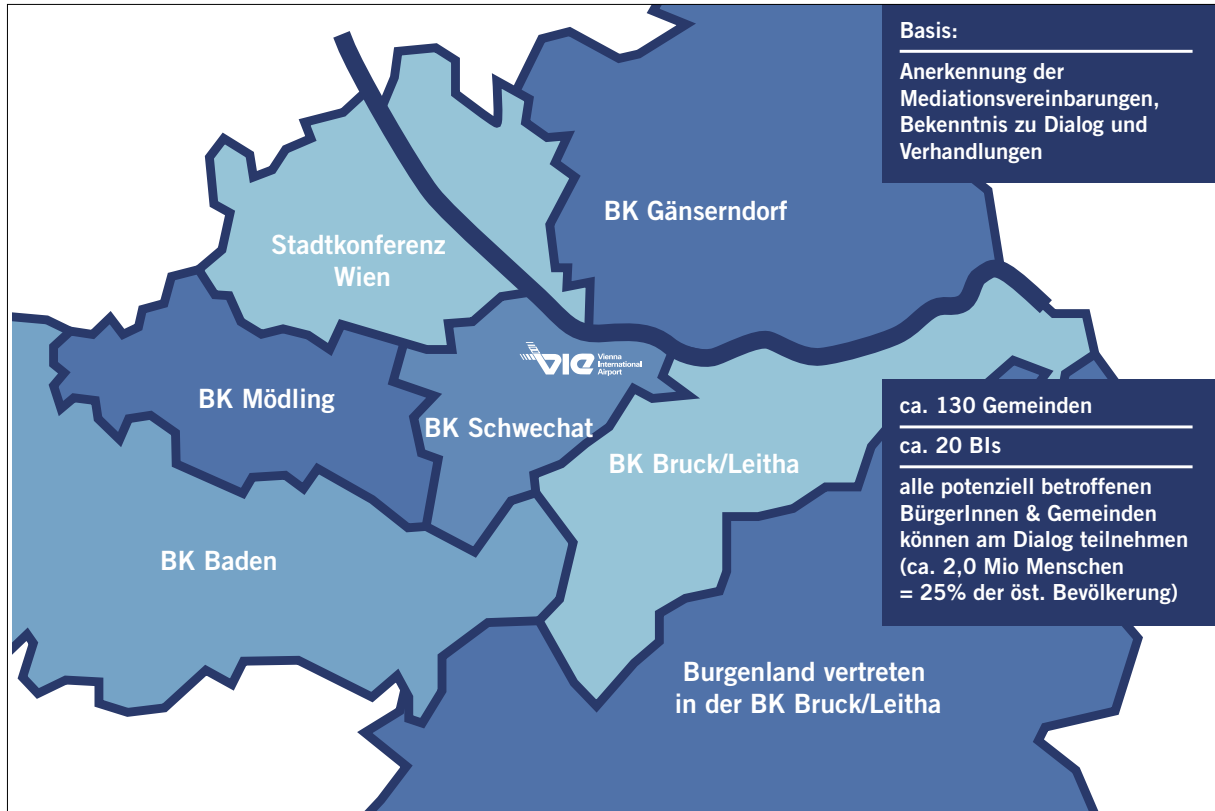 Basis:
Anerkennung der
Mediationsvereinbarungen,
Bekenntnis zu Dialog und
Verhandlungen
BK Gänserndorf
Stadtkonferenz
Wien
VIE Vienna
International
Airport
BK Mödling
BK Schwechat
BK Bruck/Leitha
ca. 130 Gemeinden
ca. 20 BIs
alle potenziell betroffenen
BürgerInnen & Gemeinden
können am Dialog teilnehmen
(ca. 2,0 Mio Menschen
= 25% der öst. Bevölkerung)
BK Baden
Burgenland vertreten
in der BK Bruck/Leitha